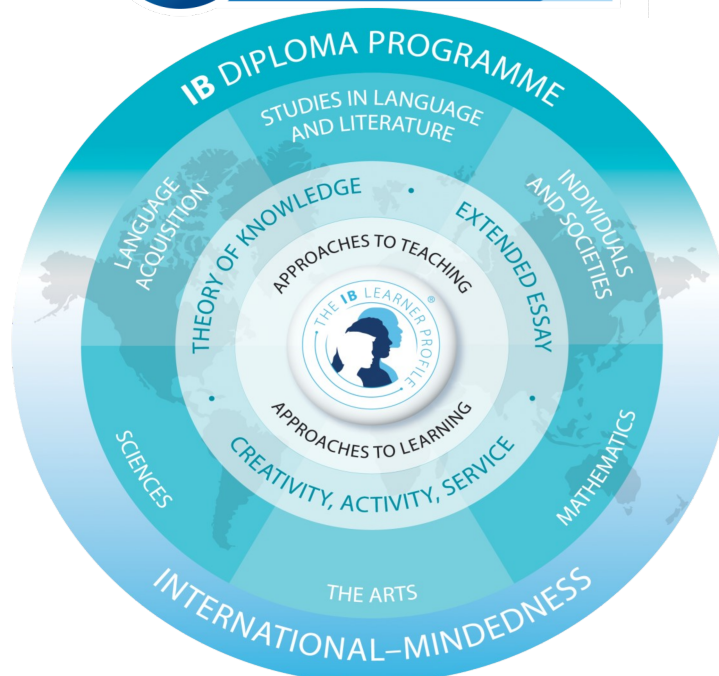 IB DIPLOMA PROGRAMME
STUDIES IN LANGUAGE
AND LITERATURE
LANGUAGE
ACQUISITION
INDIVIDUALS
AND SOCIETIES
THEORY OF KNOWLEDGE
•
EXTENDED ESSAY
•
CREATIVITY, ACTIVITY, SERVICE
•
APPROACHES TO TEACHING
THE IB LEARNER PROFILE
®
APPROACHES TO LEARNING
SCIENCES
MATHEMATICS
THE ARTS
INTERNATIONAL–MINDEDNESS